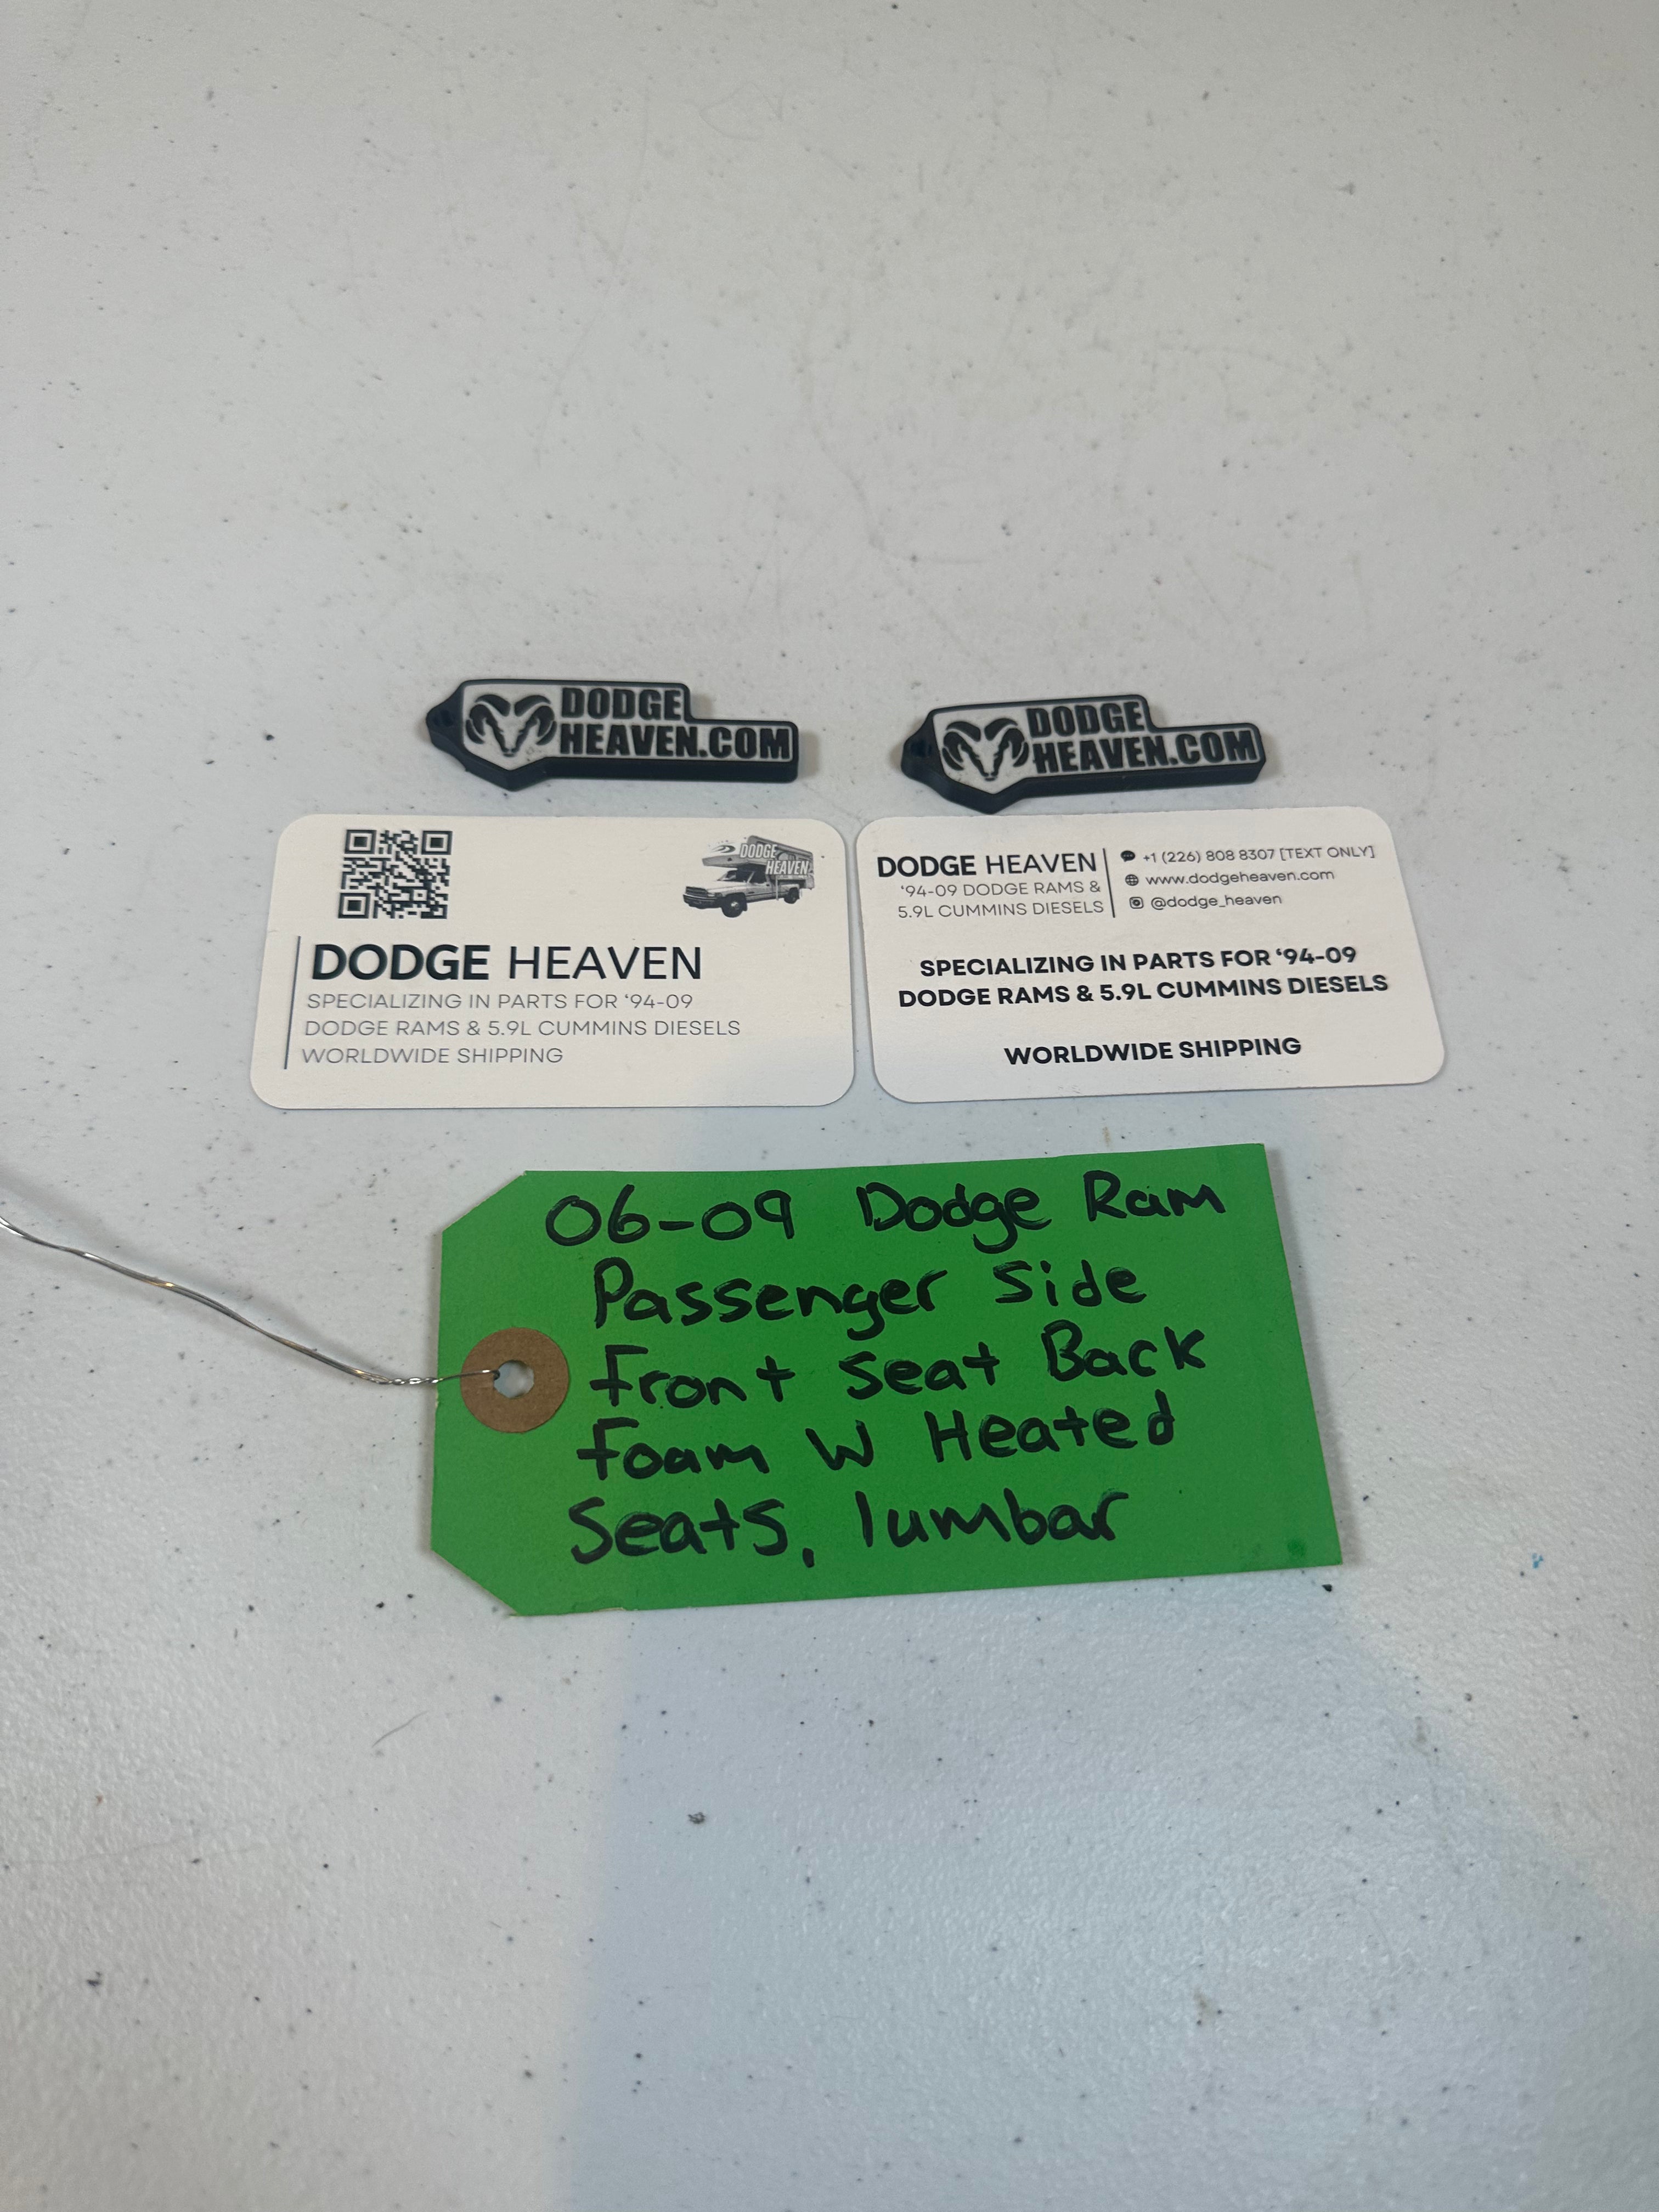 DODGE
HEAVEN.COM
DODGE
HEAVEN.COM
DODGE
HEAVEN
DODGE HEAVEN
SPECIALIZING IN PARTS FOR ‘94-09
DODGE RAMS & 5.9L CUMMINS DIESELS
WORLDWIDE SHIPPING
DODGE HEAVEN
‘94-09 DODGE RAMS &
5.9L CUMMINS DIESELS
+1 (226) 808 8307 [TEXT ONLY]
www.dodgeheaven.com
@dodge_heaven
SPECIALIZING IN PARTS FOR ‘94-09
DODGE RAMS & 5.9L CUMMINS DIESELS
WORLDWIDE SHIPPING
06-09 Dodge Ram
Passenger Side
Front Seat Back
Foam W Heated
Seats, lumbar